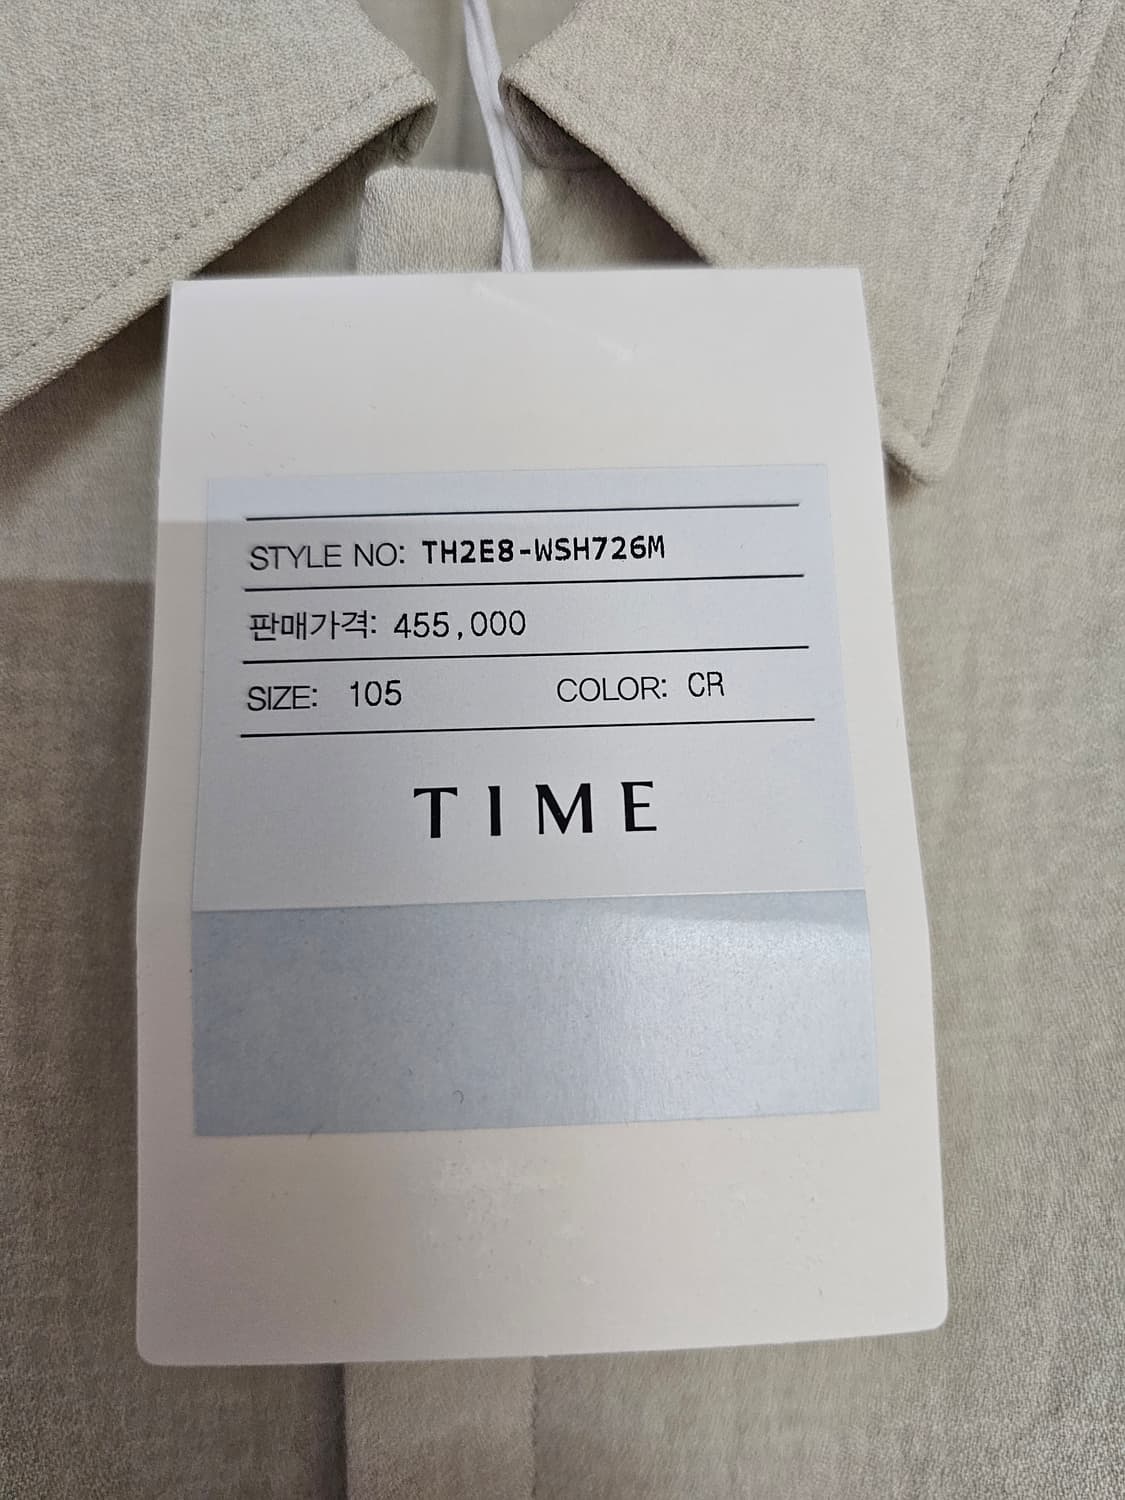 STYLE NO: TH2E8-WSH726M
판매가격: 455,000
SIZE: 105 COLOR: CR
TIME